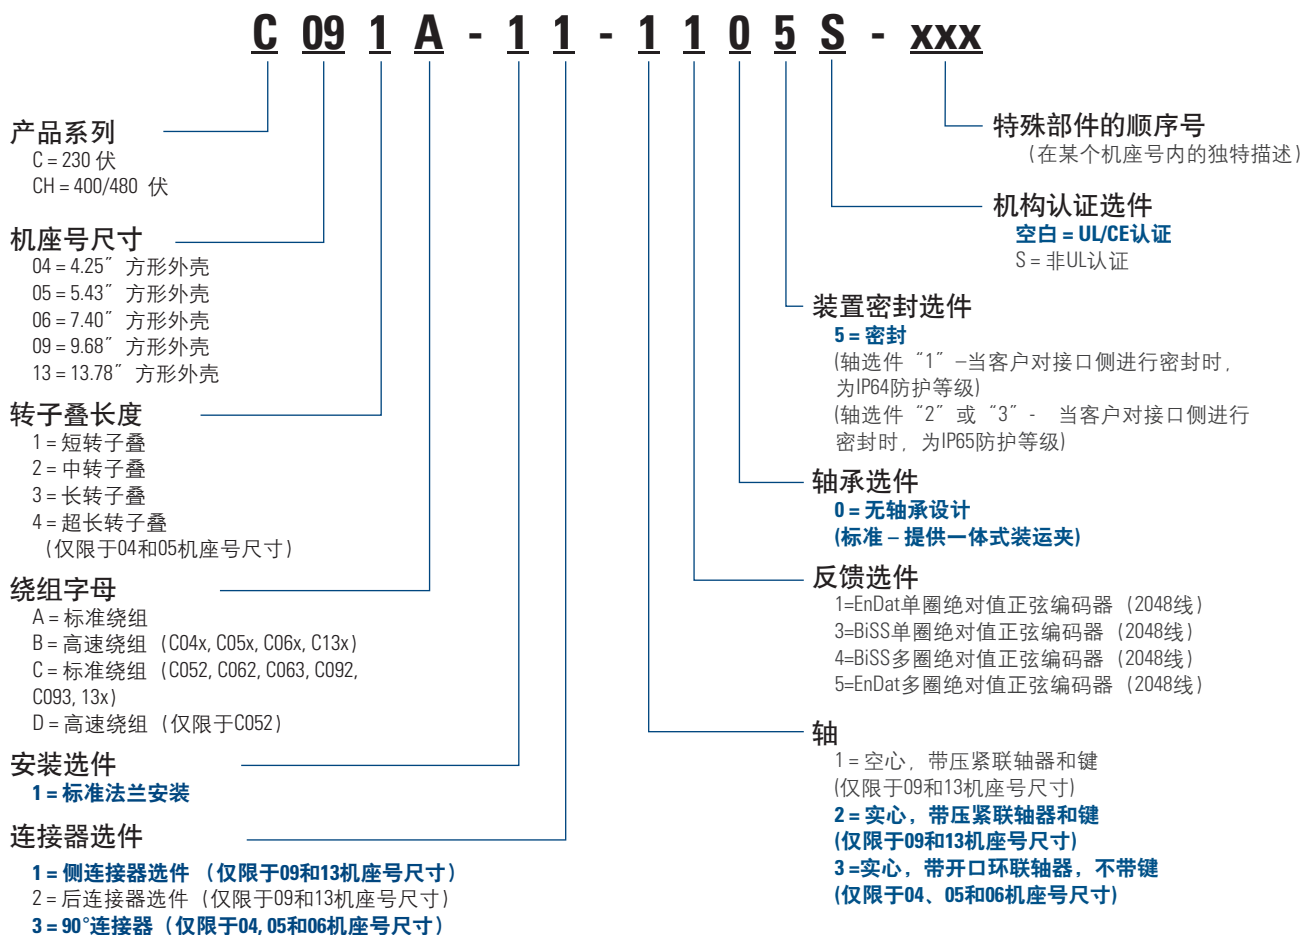 C 09 1 A - 1 1 - 1 1 0 5 S - xxx
产品系列
C = 230 伏
CH = 400/480 伏
机座号尺寸
04 = 4.25″ 方形外壳
05 = 5.43″ 方形外壳
06 = 7.40″ 方形外壳
09 = 9.68″ 方形外壳
13 = 13.78″ 方形外壳
转子叠长度
1 = 短转子叠
2 = 中转子叠
3 = 长转子叠
4 = 超长转子叠
(仅限于04和05机座号尺寸)
绕组字母
A = 标准绕组
B = 高速绕组 (C04x, C05x, C06x, C13x)
C = 标准绕组 (C052, C062, C063, C092,
C093, 13x)
D = 高速绕组 (仅限于C052)
安装选件
1 = 标准法兰安装
连接器选件
1 = 侧连接器选件 (仅限于09和13机座号尺寸)
2 = 后连接器选件 (仅限于09和13机座号尺寸)
3 = 90°连接器 (仅限于04, 05和06机座号尺寸)
特殊部件的顺序号
(在某个机座号内的独特描述)
机构认证选件
空白 = UL/CE认证
S = 非UL认证
装置密封选件
5 = 密封
(轴选件“1” –当客户对接口侧进行密封时,
为IP64防护等级)
(轴选件“2”或“3” - 当客户对接口侧进行
密封时, 为IP65防护等级)
轴承选件
0 = 无轴承设计
(标准 – 提供一体式装运夹)
反馈选件
1=EnDat单圈绝对值正弦编码器 (2048线)
3=BiSS单圈绝对值正弦编码器 (2048线)
4=BiSS多圈绝对值正弦编码器 (2048线)
5=EnDat多圈绝对值正弦编码器 (2048线)
轴
1 = 空心, 带压紧联轴器和键
(仅限于09和13机座号尺寸)
2 = 实心, 带压紧联轴器和键
(仅限于09和13机座号尺寸)
3 =实心, 带开口环联轴器, 不带键
(仅限于04、05和06机座号尺寸)